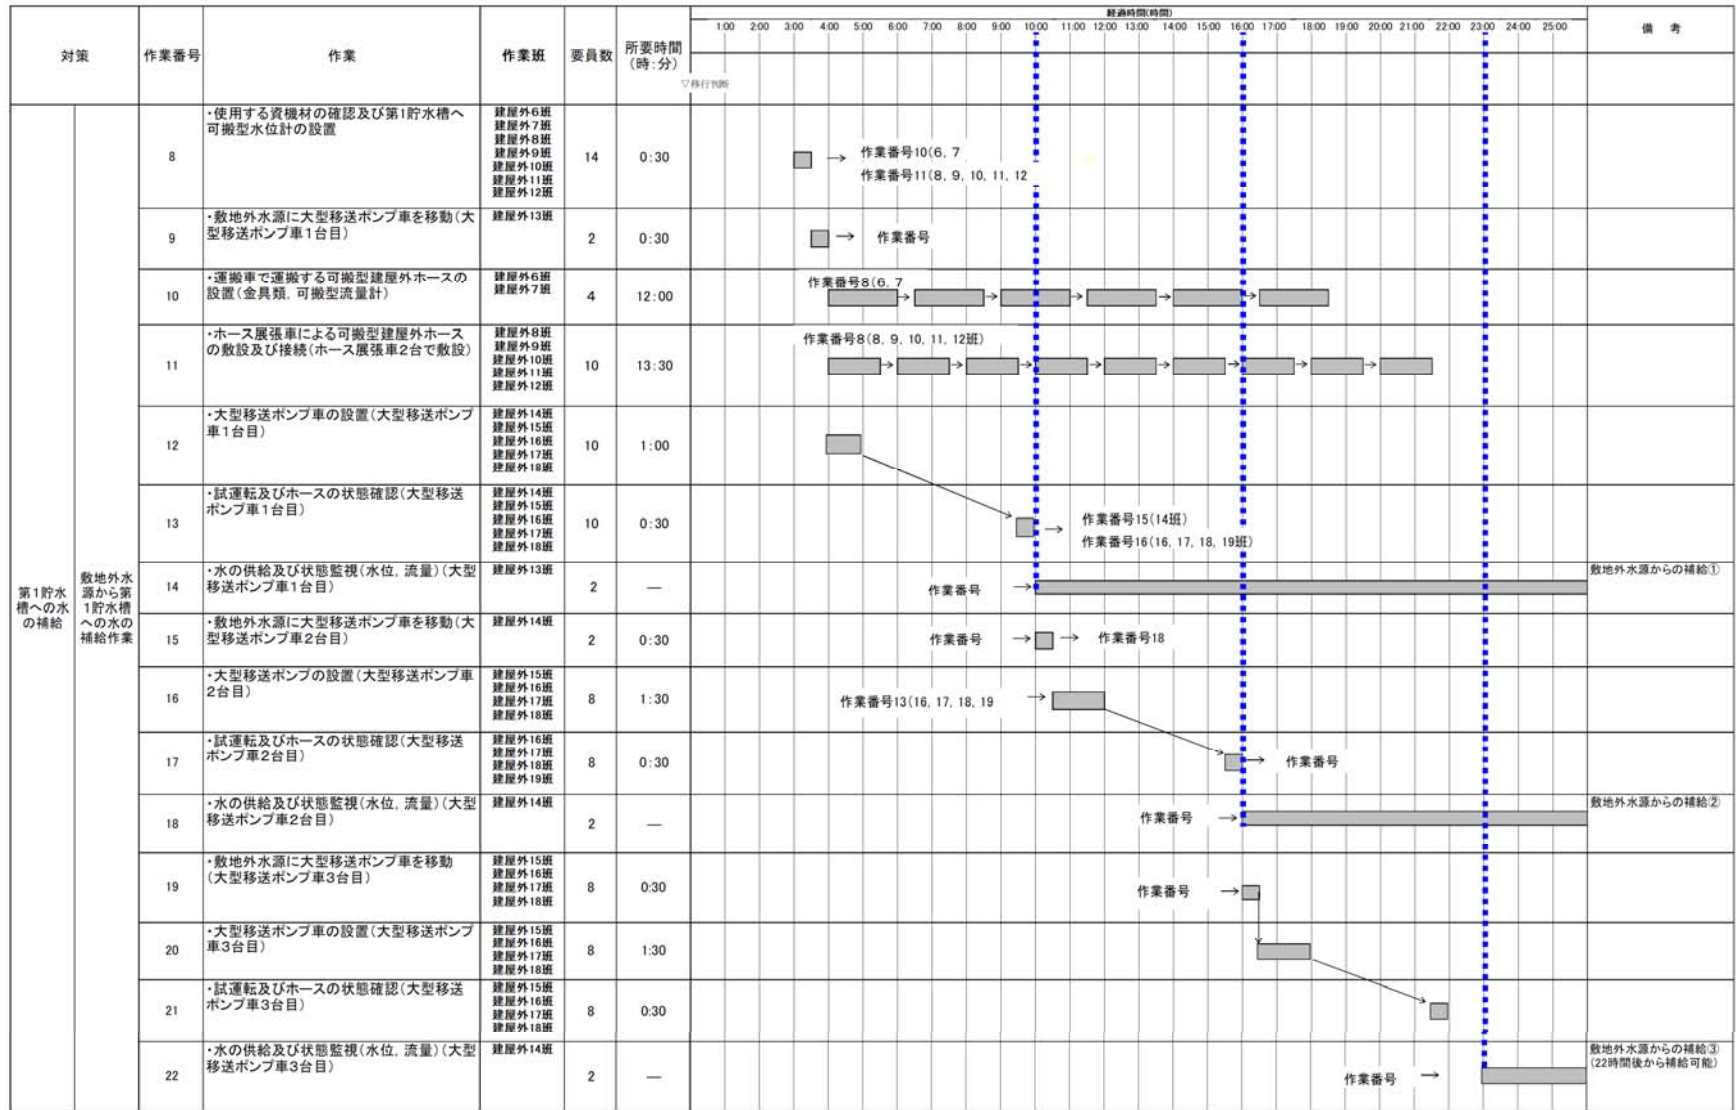 経過時間(時間)
対策
作業番号
作業
作業班
要員数
所要時間
(時:分)
1:00 2:00 3:00 4:00 5:00 6:00 7:00 8:00 9:00 10:00 11:00 12:00 13:00 14:00 15:00 16:00 17:00 18:00 19:00 20:00 21:00 22:00 23:00 24:00 25:00
備 考
▽移行判断
第1貯水
槽への水
の補給
敷地外水
源から第
1貯水槽
への水の
補給作業
8
・使用する資機材の確認及び第1貯水槽へ
可搬型水位計の設置
建屋外6班
建屋外7班
建屋外8班
建屋外9班
建屋外10班
建屋外11班
建屋外12班
14
0:30
→ 作業番号10(6, 7
作業番号11(8, 9, 10, 11, 12
9
・敷地外水源に大型移送ポンプ車を移動(大
型移送ポンプ車1台目)
建屋外13班
2
0:30
→ 作業番号
10
・運搬車で運搬する可搬型建屋外ホースの
設置(金具類, 可搬型流量計)
建屋外6班
建屋外7班
4
12:00
作業番号8(6, 7
11
・ホース展張車による可搬型建屋外ホース
の敷設及び接続(ホース展張車2台で敷設)
建屋外8班
建屋外9班
建屋外10班
建屋外11班
建屋外12班
10
13:30
作業番号8(8, 9, 10, 11, 12班)
12
・大型移送ポンプ車の設置(大型移送ポンプ
車1台目)
建屋外14班
建屋外15班
建屋外16班
建屋外17班
建屋外18班
10
1:00
13
・試運転及びホースの状態確認(大型移送
ポンプ車1台目)
建屋外14班
建屋外15班
建屋外16班
建屋外17班
建屋外18班
10
0:30
→ 作業番号15(14班)
作業番号16(16, 17, 18, 19班)
14
・水の供給及び状態監視(水位, 流量)(大型
移送ポンプ車1台目)
建屋外13班
2
―
作業番号 →
敷地外水源からの補給①
15
・敷地外水源に大型移送ポンプ車を移動(大
型移送ポンプ車2台目)
建屋外14班
2
0:30
作業番号 → → 作業番号18
16
・大型移送ポンプの設置(大型移送ポンプ車
2台目)
建屋外15班
建屋外16班
建屋外17班
建屋外18班
8
1:30
作業番号13(16, 17, 18, 19 →
17
・試運転及びホースの状態確認(大型移送
ポンプ車2台目)
建屋外16班
建屋外17班
建屋外18班
建屋外19班
8
0:30
→ 作業番号
18
・水の供給及び状態監視(水位, 流量)(大型
移送ポンプ車2台目)
建屋外14班
2
―
作業番号 →
敷地外水源からの補給②
19
・敷地外水源に大型移送ポンプ車を移動
(大型移送ポンプ車3台目)
建屋外15班
建屋外16班
建屋外17班
建屋外18班
8
0:30
作業番号 →
20
・大型移送ポンプ車の設置(大型移送ポンプ
車3台目)
建屋外15班
建屋外16班
建屋外17班
建屋外18班
8
1:30
21
・試運転及びホースの状態確認(大型移送
ポンプ車3台目)
建屋外15班
建屋外16班
建屋外17班
建屋外18班
8
0:30
22
・水の供給及び状態監視(水位, 流量)(大型
移送ポンプ車3台目)
建屋外14班
2
―
作業番号 →
敷地外水源からの補給③
(22時間後から補給可能)